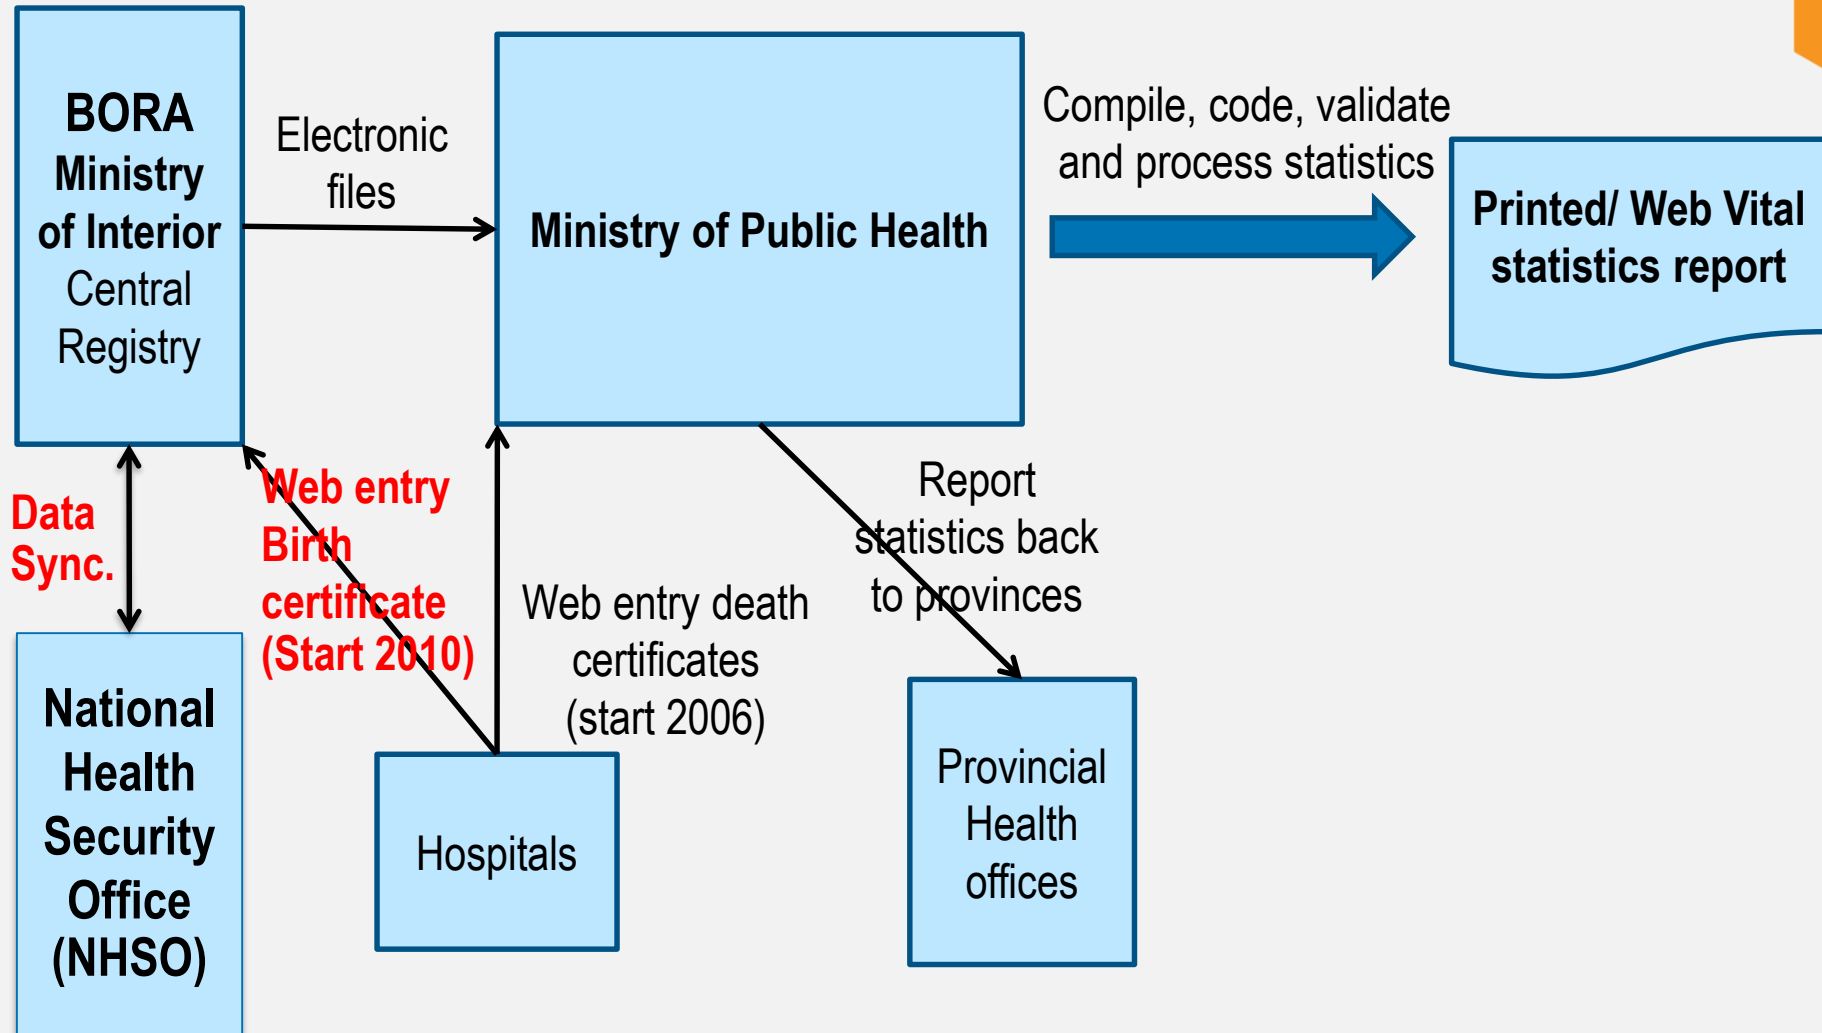 BORA
Ministry
of Interior
Central
Registry
Electronic
files
Ministry of Public Health
Compile, code, validate
and process statistics
Printed/ Web Vital
statistics report
Data
Sync.
Web entry
Birth
certificate
(Start 2010)
Web entry death
certificates
(start 2006)
Report
statistics back
to provinces
National
Health
Security
Office
(NHSO)
Hospitals
Provincial
Health
offices